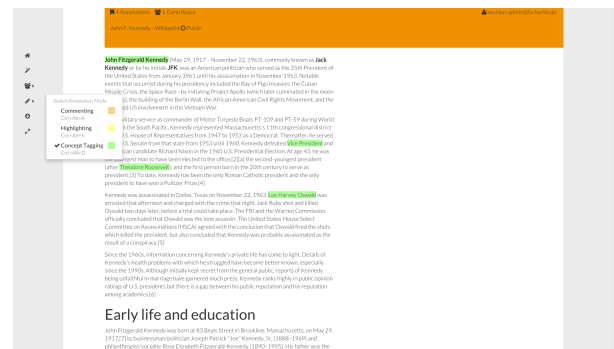 4 Annotations 1 Contributor
neonion-admin@fu-berlin.de
John F. Kennedy - Wikipedia Public
John Fitzgerald Kennedy (May 29, 1917 – November 22, 1963), commonly known as Jack
Kennedy or by his initials JFK, was an American politician who served as the 35th President of
the United States from January 1961 until his assassination in November 1963. Notable
events that occurred during his presidency included the Bay of Pigs Invasion, the Cuban
Missile Crisis, the Space Race—by initiating Project Apollo (which later culminated in the moon
, the building of the Berlin Wall, the African-American Civil Rights Movement, and the
ed US involvement in the Vietnam War.
Switch Annotation Mode
Commenting
Ctrl+Alt+A
Highlighting
Ctrl+Alt+S
Concept Tagging
Ctrl+Alt+D
military service as commander of Motor Torpedo Boats PT-109 and PT-59 during World
in the South Pacific, Kennedy represented Massachusetts's 11th congressional district
U.S. House of Representatives from 1947 to 1953 as a Democrat. Thereafter, he served
U.S. Senate from that state from 1953 until 1960. Kennedy defeated Vice President and
ican candidate Richard Nixon in the 1960 U.S. Presidential Election. At age 43, he was
the youngest man to have been elected to the office,[2][a] the second-youngest president
(after Theodore Roosevelt), and the first person born in the 20th century to serve as
president.[3] To date, Kennedy has been the only Roman Catholic president and the only
president to have won a Pulitzer Prize.[4]
Kennedy was assassinated in Dallas, Texas on November 22, 1963. Lee Harvey Oswald was
arrested that afternoon and charged with the crime that night. Jack Ruby shot and killed
Oswald two days later, before a trial could take place. The FBI and the Warren Commission
officially concluded that Oswald was the lone assassin. The United States House Select
Committee on Assassinations (HSCA) agreed with the conclusion that Oswald fired the shots
which killed the president, but also concluded that Kennedy was probably assassinated as the
result of a conspiracy.[5]
Since the 1960s, information concerning Kennedy's private life has come to light. Details of
Kennedy's health problems with which he struggled have become better known, especially
since the 1990s. Although initially kept secret from the general public, reports of Kennedy
being unfaithful in marriage have garnered much press. Kennedy ranks highly in public opinion
ratings of U.S. presidents but there is a gap between his public reputation and his reputation
among academics.[6]
Early life and education
John Fitzgerald Kennedy was born at 83 Beals Street in Brookline, Massachusetts, on May 29,
1917,[7] to businessman/politician Joseph Patrick "Joe" Kennedy, Sr. (1888–1969) and
philanthropist/socialite Rose Elizabeth Fitzgerald-Kennedy (1890–1995). His father was the